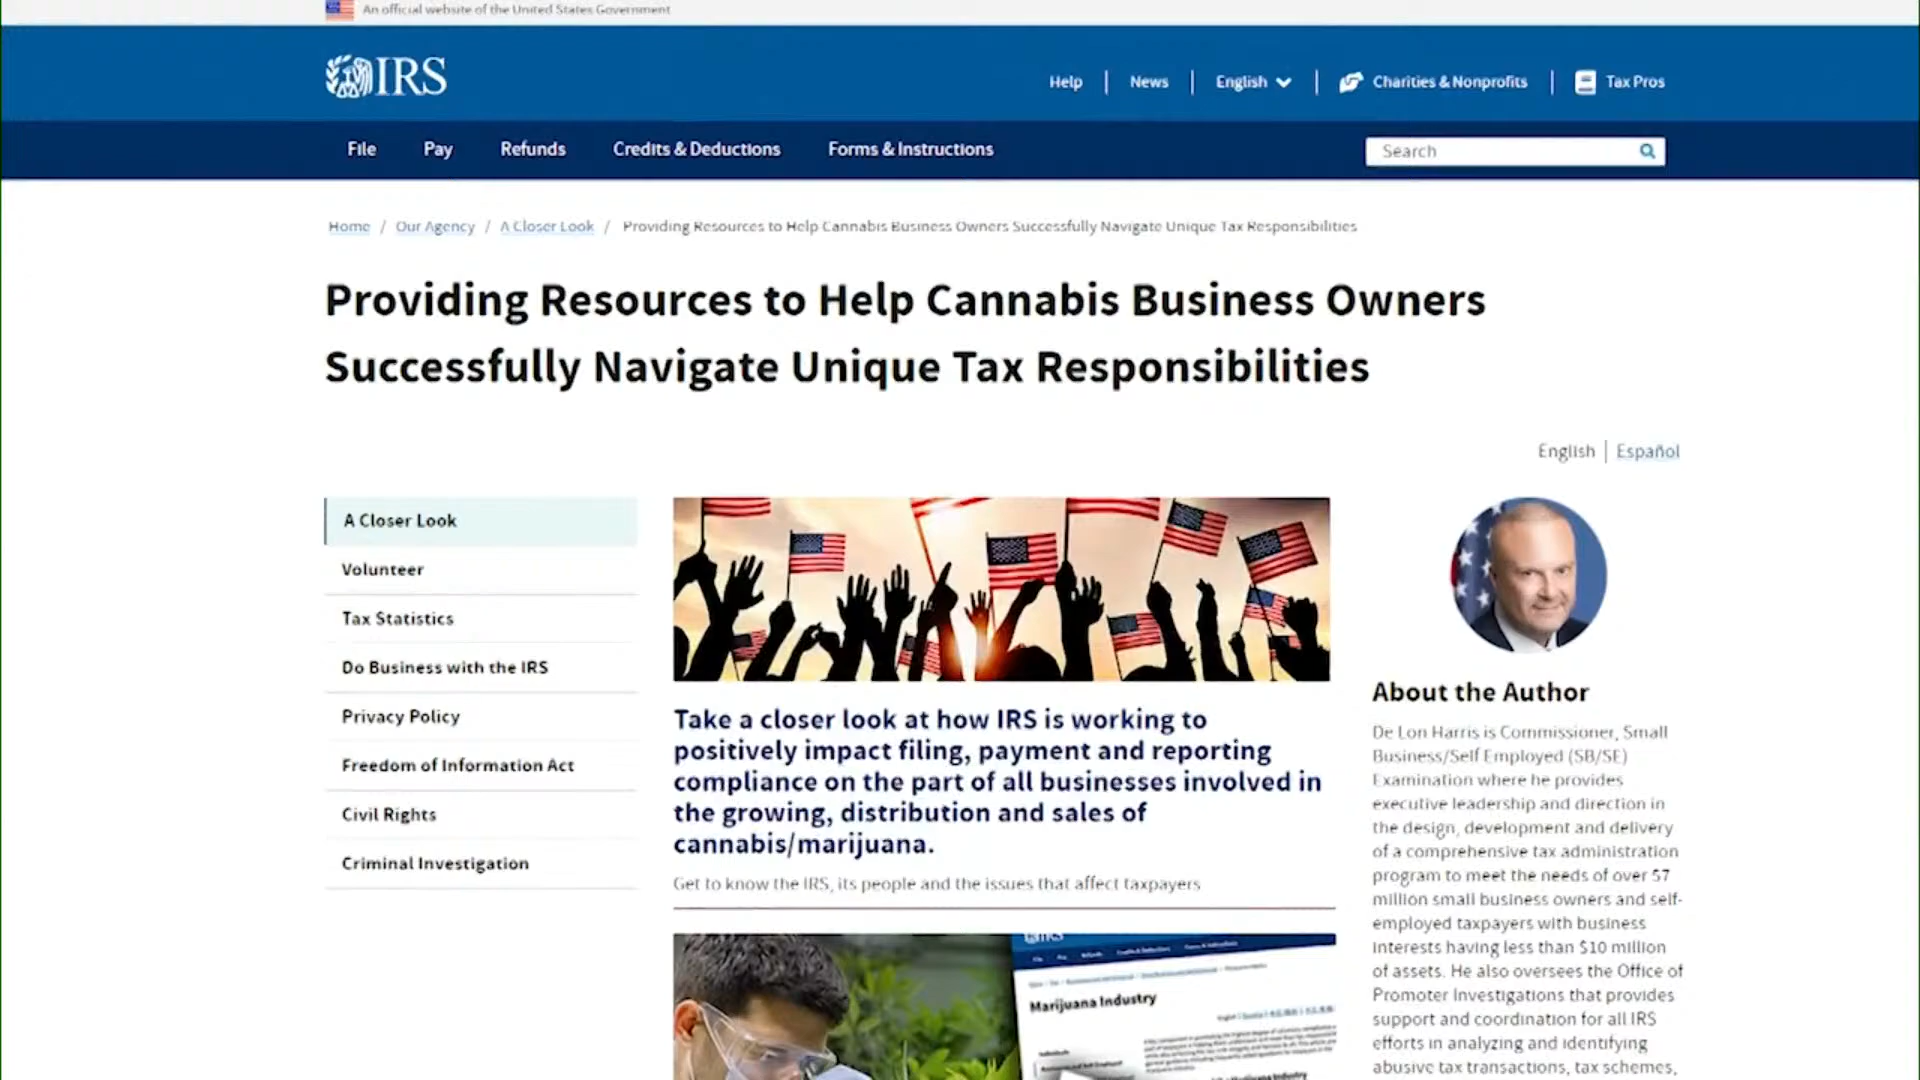 An official website of the United States Government
IRS
Help
News
English
Charities & Nonprofits
Tax Pros
File
Pay
Refunds
Credits & Deductions
Forms & Instructions
Search
Home / Our Agency / A Closer Look / Providing Resources to Help Cannabis Business Owners Successfully Navigate Unique Tax Responsibilities
Providing Resources to Help Cannabis Business Owners
Successfully Navigate Unique Tax Responsibilities
English | Español
A Closer Look
Volunteer
Tax Statistics
Do Business with the IRS
Privacy Policy
Freedom of Information Act
Civil Rights
Criminal Investigation
Take a closer look at how IRS is working to
positively impact filing, payment and reporting
compliance on the part of all businesses involved in
the growing, distribution and sales of
cannabis/marijuana.
Get to know the IRS, its people and the issues that affect taxpayers
Marijuana Industry
About the Author
De Lon Harris is Commissioner, Small
Business/Self Employed (SB/SE)
Examination where he provides
executive leadership and direction in
the design, development and delivery
of a comprehensive tax administration
program to meet the needs of over 57
million small business owners and self-
employed taxpayers with business
interests having less than $10 million
of assets. He also oversees the Office of
Promoter Investigations that provides
support and coordination for all IRS
efforts in analyzing and identifying
abusive tax transactions, tax schemes,